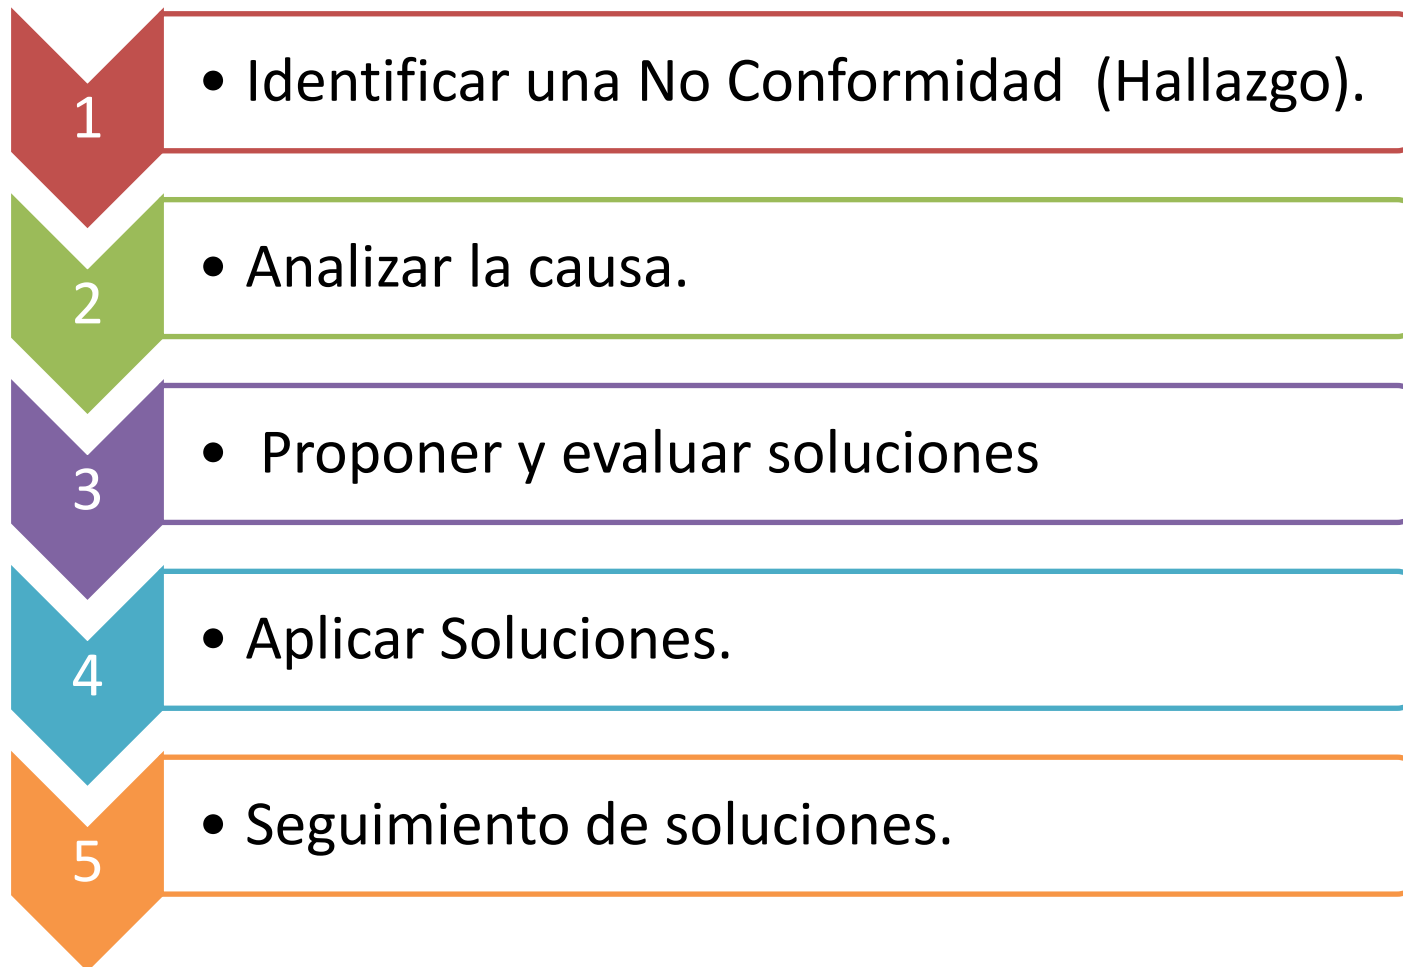 1
• Identificar una No Conformidad  (Hallazgo).
2
• Analizar la causa.
3
•  Proponer y evaluar soluciones
4
• Aplicar Soluciones.
5
• Seguimiento de soluciones.